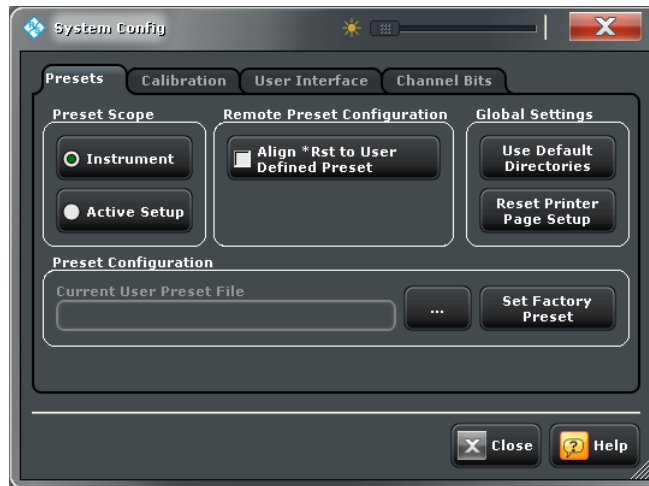 System Config
Presets Calibration User Interface Channel Bits
Preset Scope Remote Preset Configuration Global Settings
Instrument
Align *Rst to User
Defined Preset
Use Default
Directories
Active Setup
Reset Printer
Page Setup
Preset Configuration
Current User Preset File
...
Set Factory
Preset
Close Help